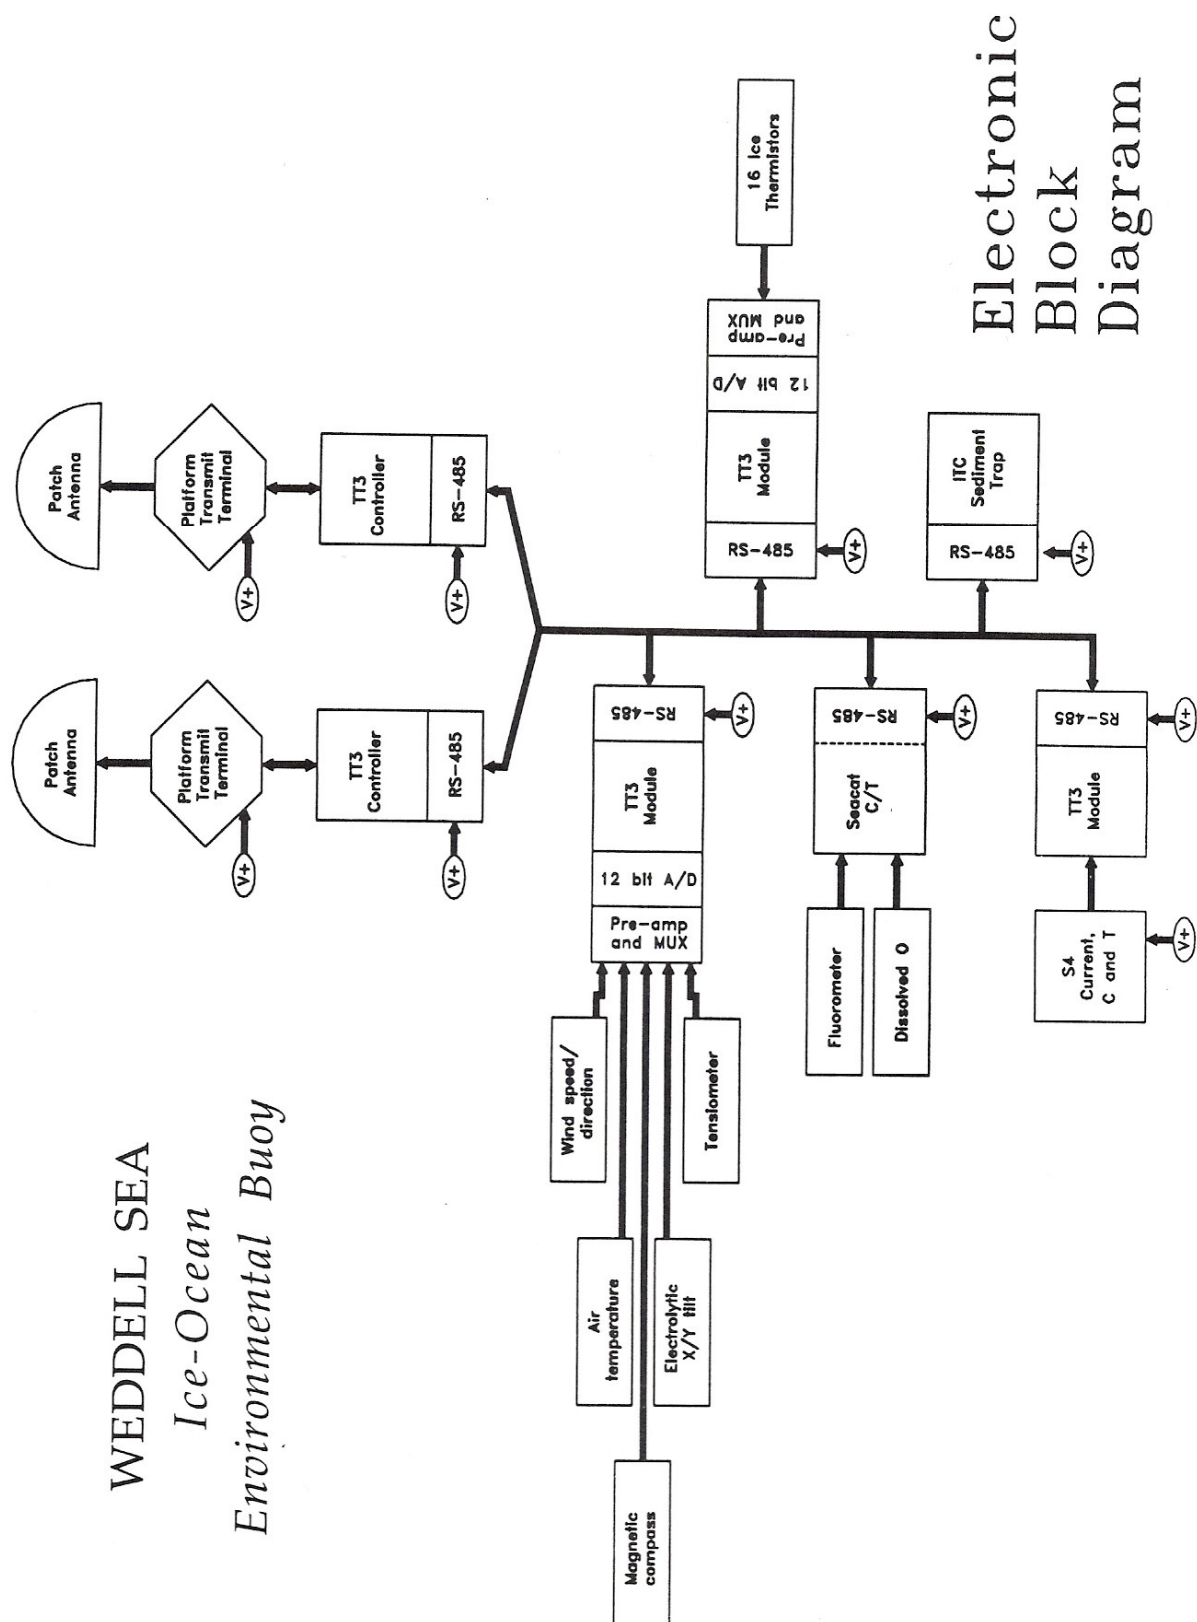 WEDDELL SEA
Ice-Ocean
Environmental Buoy
Patch
Antenna
Platform
Transmit
Terminal
V+
TT3
Controller
RS-485
V+
Patch
Antenna
Platform
Transmit
Terminal
V+
TT3
Controller
RS-485
V+
Magnetic
compass
Air
temperature
Electrolytic
X/Y tilt
Wind speed/
direction
Tensiometer
Pre-amp
and MUX
12 bit A/D
TT3
Module
RS-485
V+
16 Ice
Thermistors
Pre-amp
and MUX
12 bit A/D
TT3
Module
RS-485
V+
Fluorometer
Dissolved O
Seacat
C/T
RS-485
V+
ITC
Sediment
Trap
RS-485
V+
S4
Current,
C and T
V+
TT3
Module
RS-485
V+
Electronic
Block
Diagram